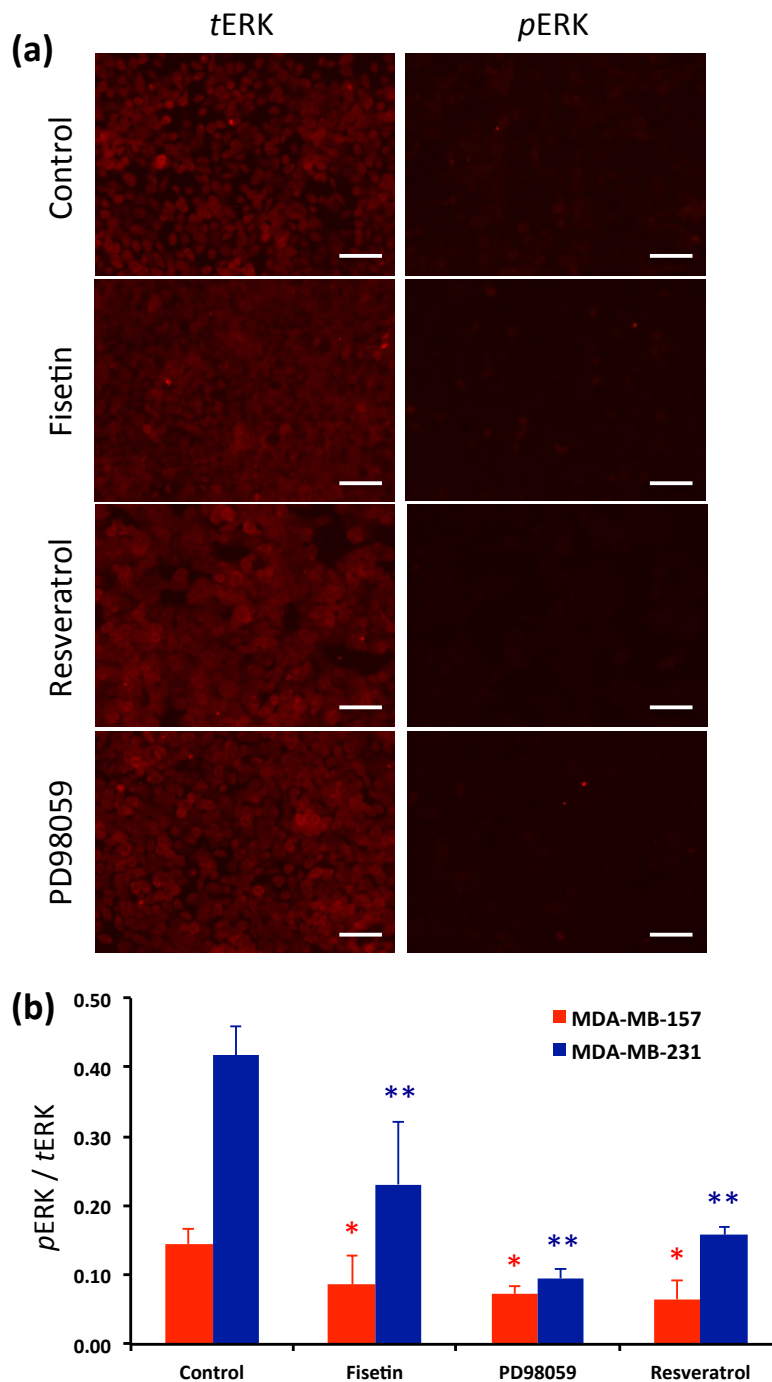 tERK pERK
(a)
Control
Fisetin
Resveratrol
PD98059
(b)
0.50
0.40
0.30
0.20
0.10
0.00
pERK / tERK
MDA-MB-157
MDA-MB-231
*
**
*
**
*
**
Control Fisetin PD98059 Resveratrol